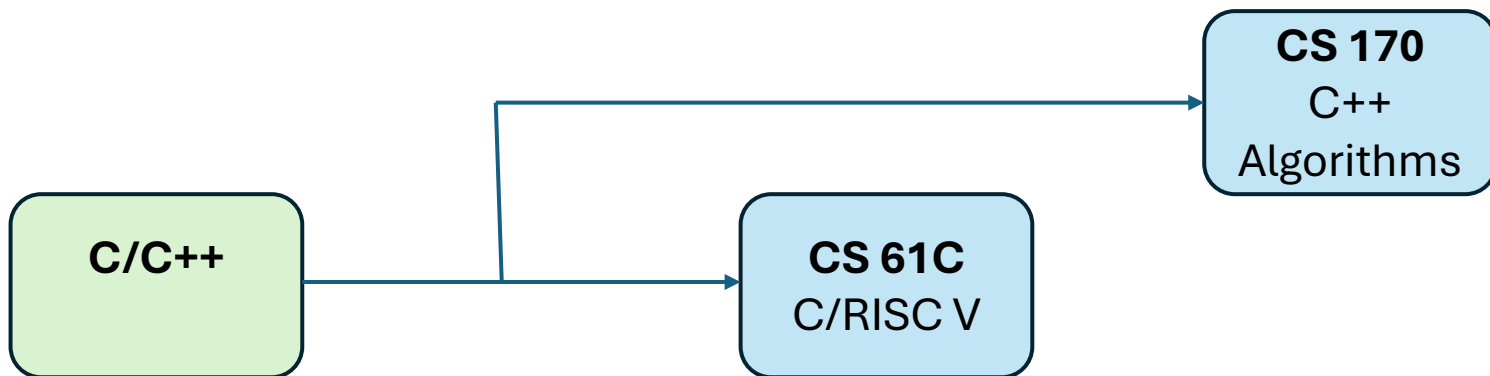 CS 170
C++
Algorithms
C/C++
CS 61C
C/RISC V